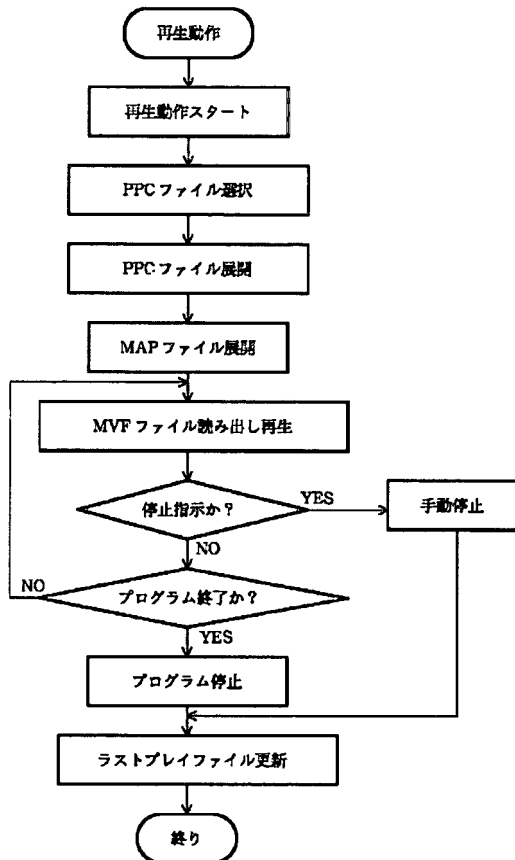 再生動作
再生動作スタート
PPCファイル選択
PPCファイル展開
MAPファイル展開
MVFファイル読み出し再生
停止指示か？
YES
手動停止
NO
プログラム終了か？
NO
YES
プログラム停止
ラストプレイファイル更新
終り